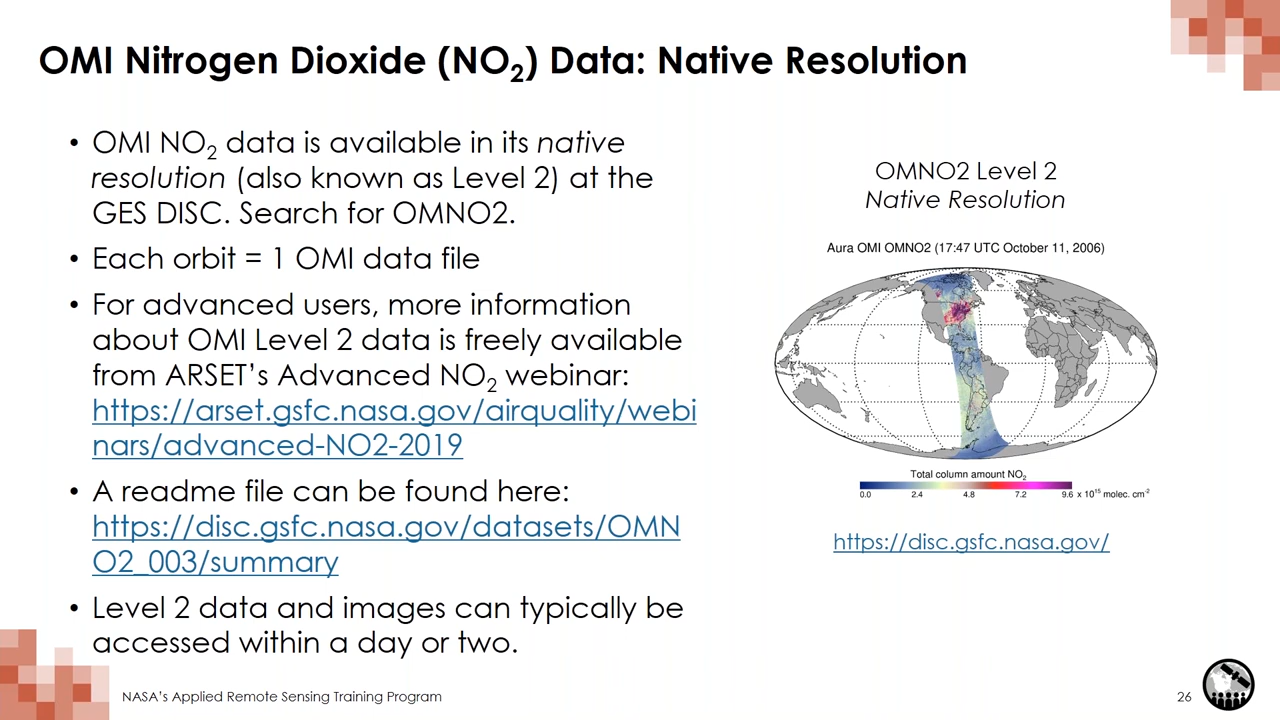 OMI Nitrogen Dioxide (NO₂) Data: Native Resolution
• OMI NO₂ data is available in its native
resolution (also known as Level 2) at the
GES DISC. Search for OMNO2.
• Each orbit = 1 OMI data file
• For advanced users, more information
about OMI Level 2 data is freely available
from ARSET’s Advanced NO₂ webinar:
https://arset.gsfc.nasa.gov/airquality/webi
nars/advanced-NO2-2019
• A readme file can be found here:
https://disc.gsfc.nasa.gov/datasets/OMN
O2_003/summary
• Level 2 data and images can typically be
accessed within a day or two.
OMNO2 Level 2
Native Resolution
Aura OMI OMNO2 (17:47 UTC October 11, 2006)
Total column amount NO₂
0.0 2.4 4.8 7.2 9.6 x 10¹⁵ molec. cm⁻²
https://disc.gsfc.nasa.gov/
NASA’s Applied Remote Sensing Training Program
26